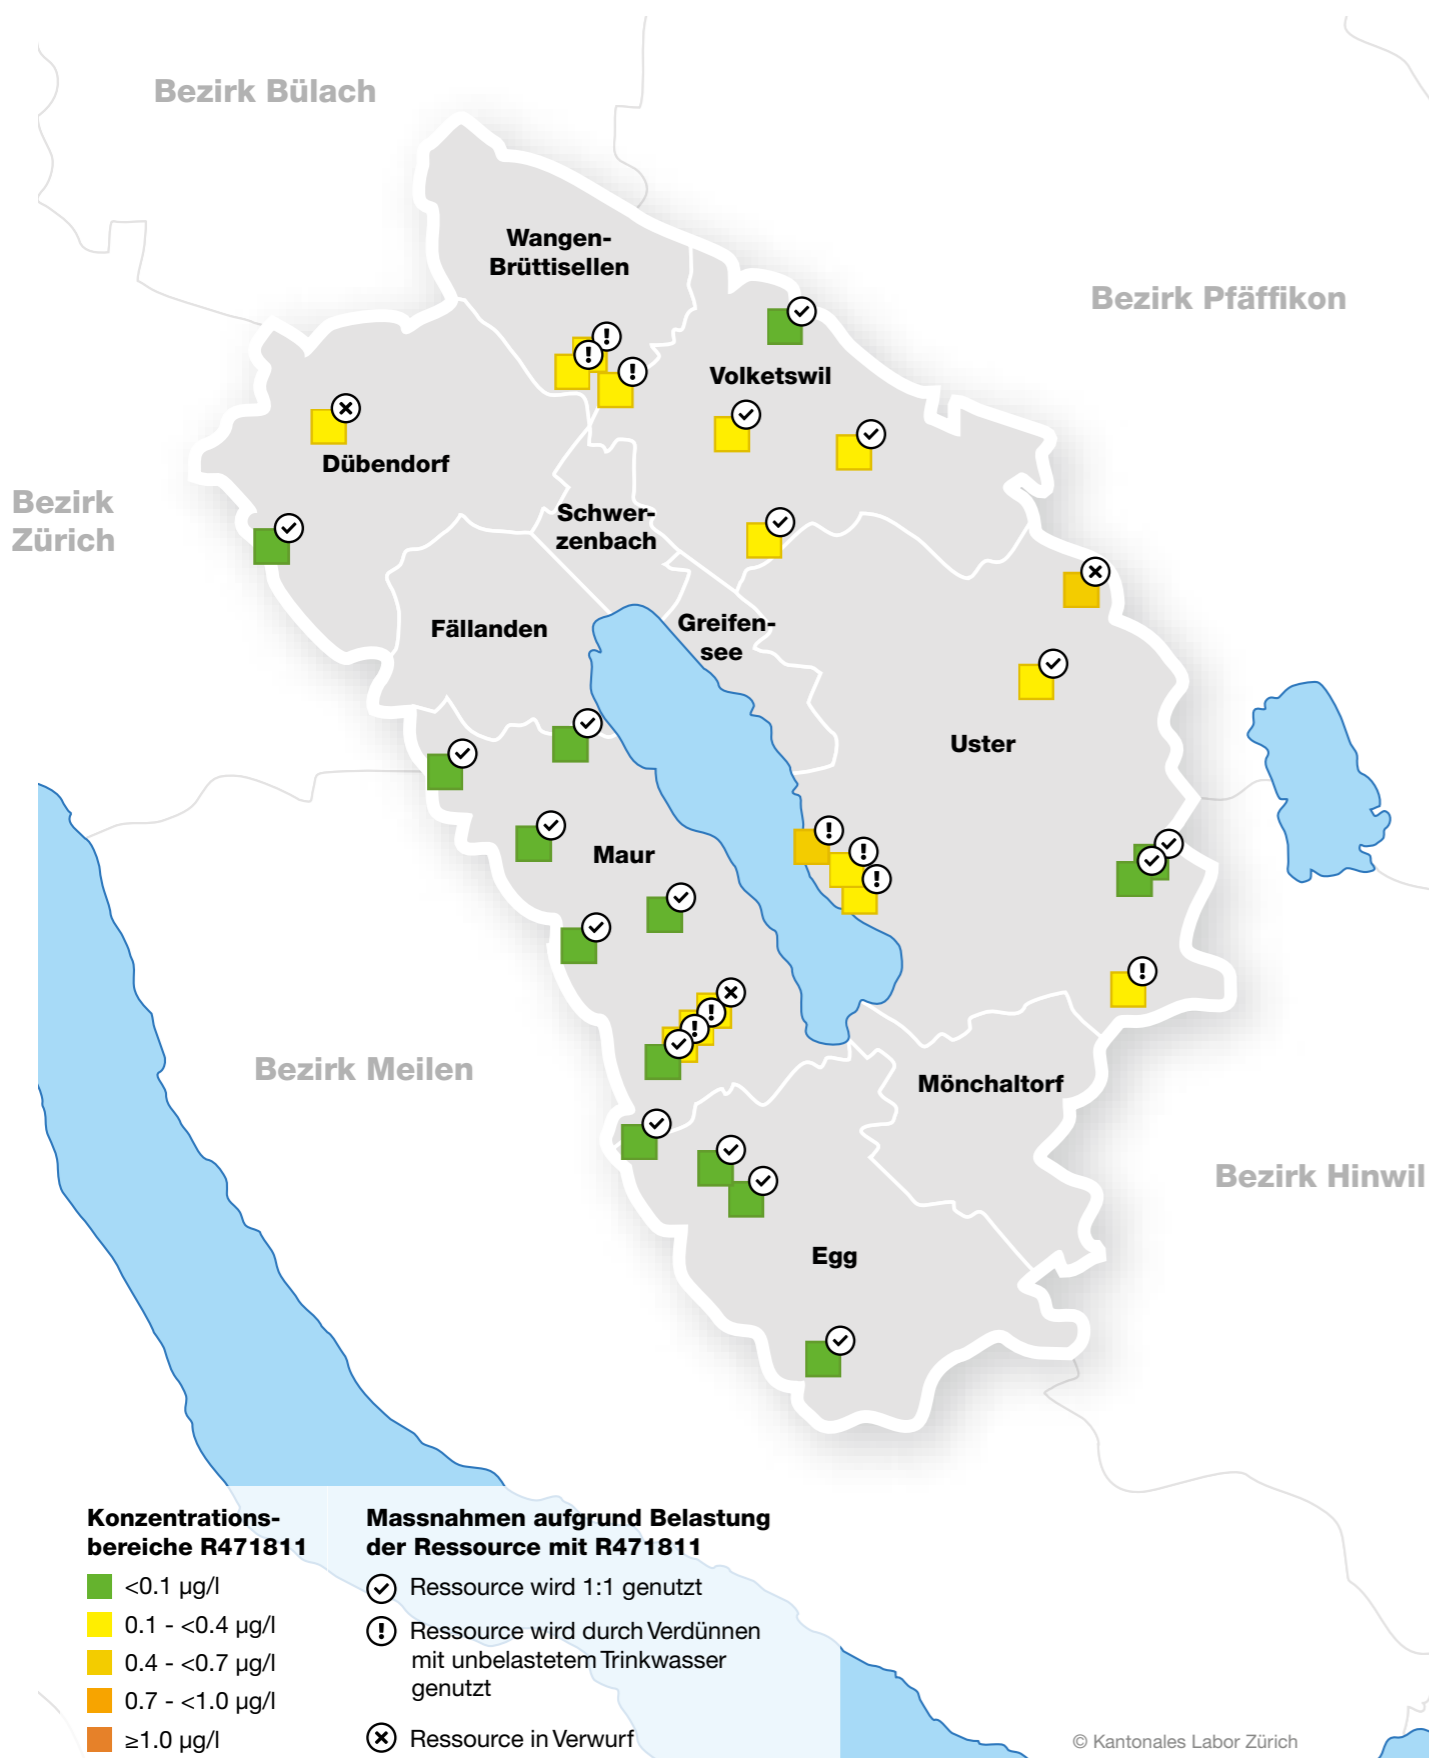 Bezirk Bülach
Wangen-
Brüttisellen
Bezirk Pfäffikon
Volketswil
Dübendorf
Bezirk
Zürich
Schwer-
zenbach
Fällanden
Greifen-
see
Uster
Maur
Bezirk Meilen
Mönchaltorf
Bezirk Hinwil
Egg
Konzentrations-
bereiche R471811
<0.1 µg/l
0.1 - <0.4 µg/l
0.4 - <0.7 µg/l
0.7 - <1.0 µg/l
≥1.0 µg/l
Massnahmen aufgrund Belastung
der Ressource mit R471811
Ressource wird 1:1 genutzt
Ressource wird durch Verdünnen
mit unbelastetem Trinkwasser
genutzt
Ressource in Verwurf
© Kantonales Labor Zürich